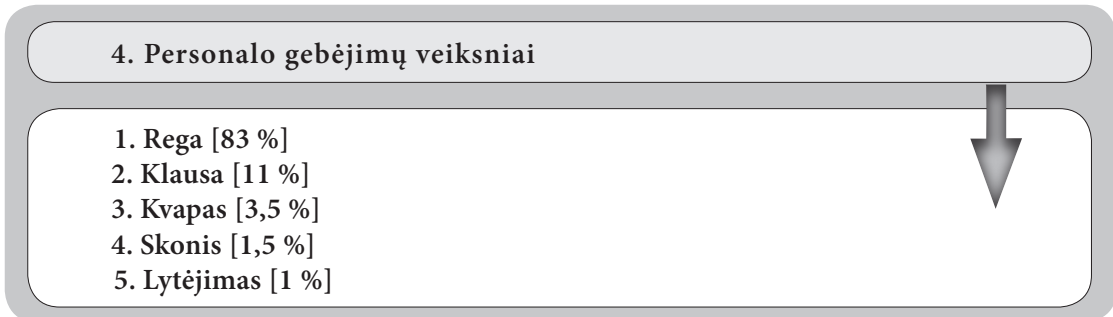 4. Personalo gebėjimų veiksniai
1. Rega [83 %]
2. Klausa [11 %]
3. Kvapas [3,5 %]
4. Skonis [1,5 %]
5. Lytėjimas [1 %]